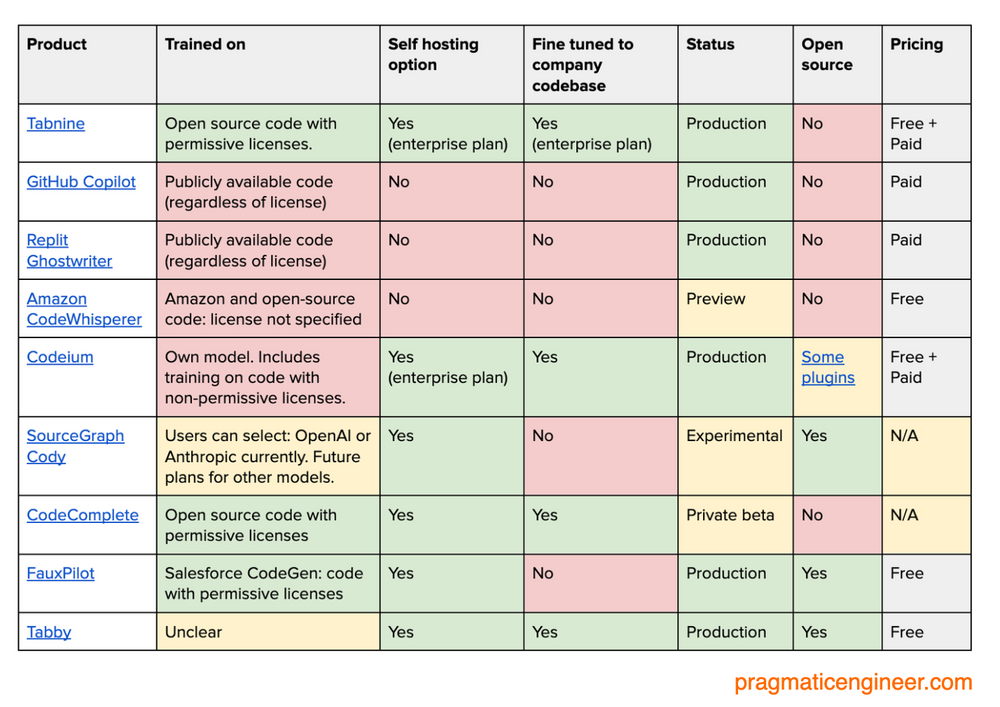 Product
Trained on
Self hosting
option
Fine tuned to
company
codebase
Status
Open
source
Pricing
Tabnine
Open source code with
permissive licenses.
Yes
(enterprise plan)
Yes
(enterprise plan)
Production
No
Free +
Paid
GitHub Copilot
Publicly available code
(regardless of license)
No
No
Production
No
Paid
Replit
Ghostwriter
Publicly available code
(regardless of license)
No
No
Production
No
Paid
Amazon
CodeWhisperer
Amazon and open-source
code: license not specified
No
No
Preview
No
Free
Codeium
Own model. Includes
training on code with
non-permissive licenses.
Yes
(enterprise plan)
Yes
Production
Some
plugins
Free +
Paid
SourceGraph
Cody
Users can select: OpenAI or
Anthropic currently. Future
plans for other models.
Yes
No
Experimental
Yes
N/A
CodeComplete
Open source code with
permissive licenses
Yes
Yes
Private beta
No
N/A
FauxPilot
Salesforce CodeGen: code
with permissive licenses
Yes
No
Production
Yes
Free
Tabby
Unclear
Yes
Yes
Production
Yes
Free
pragmaticengineer.com